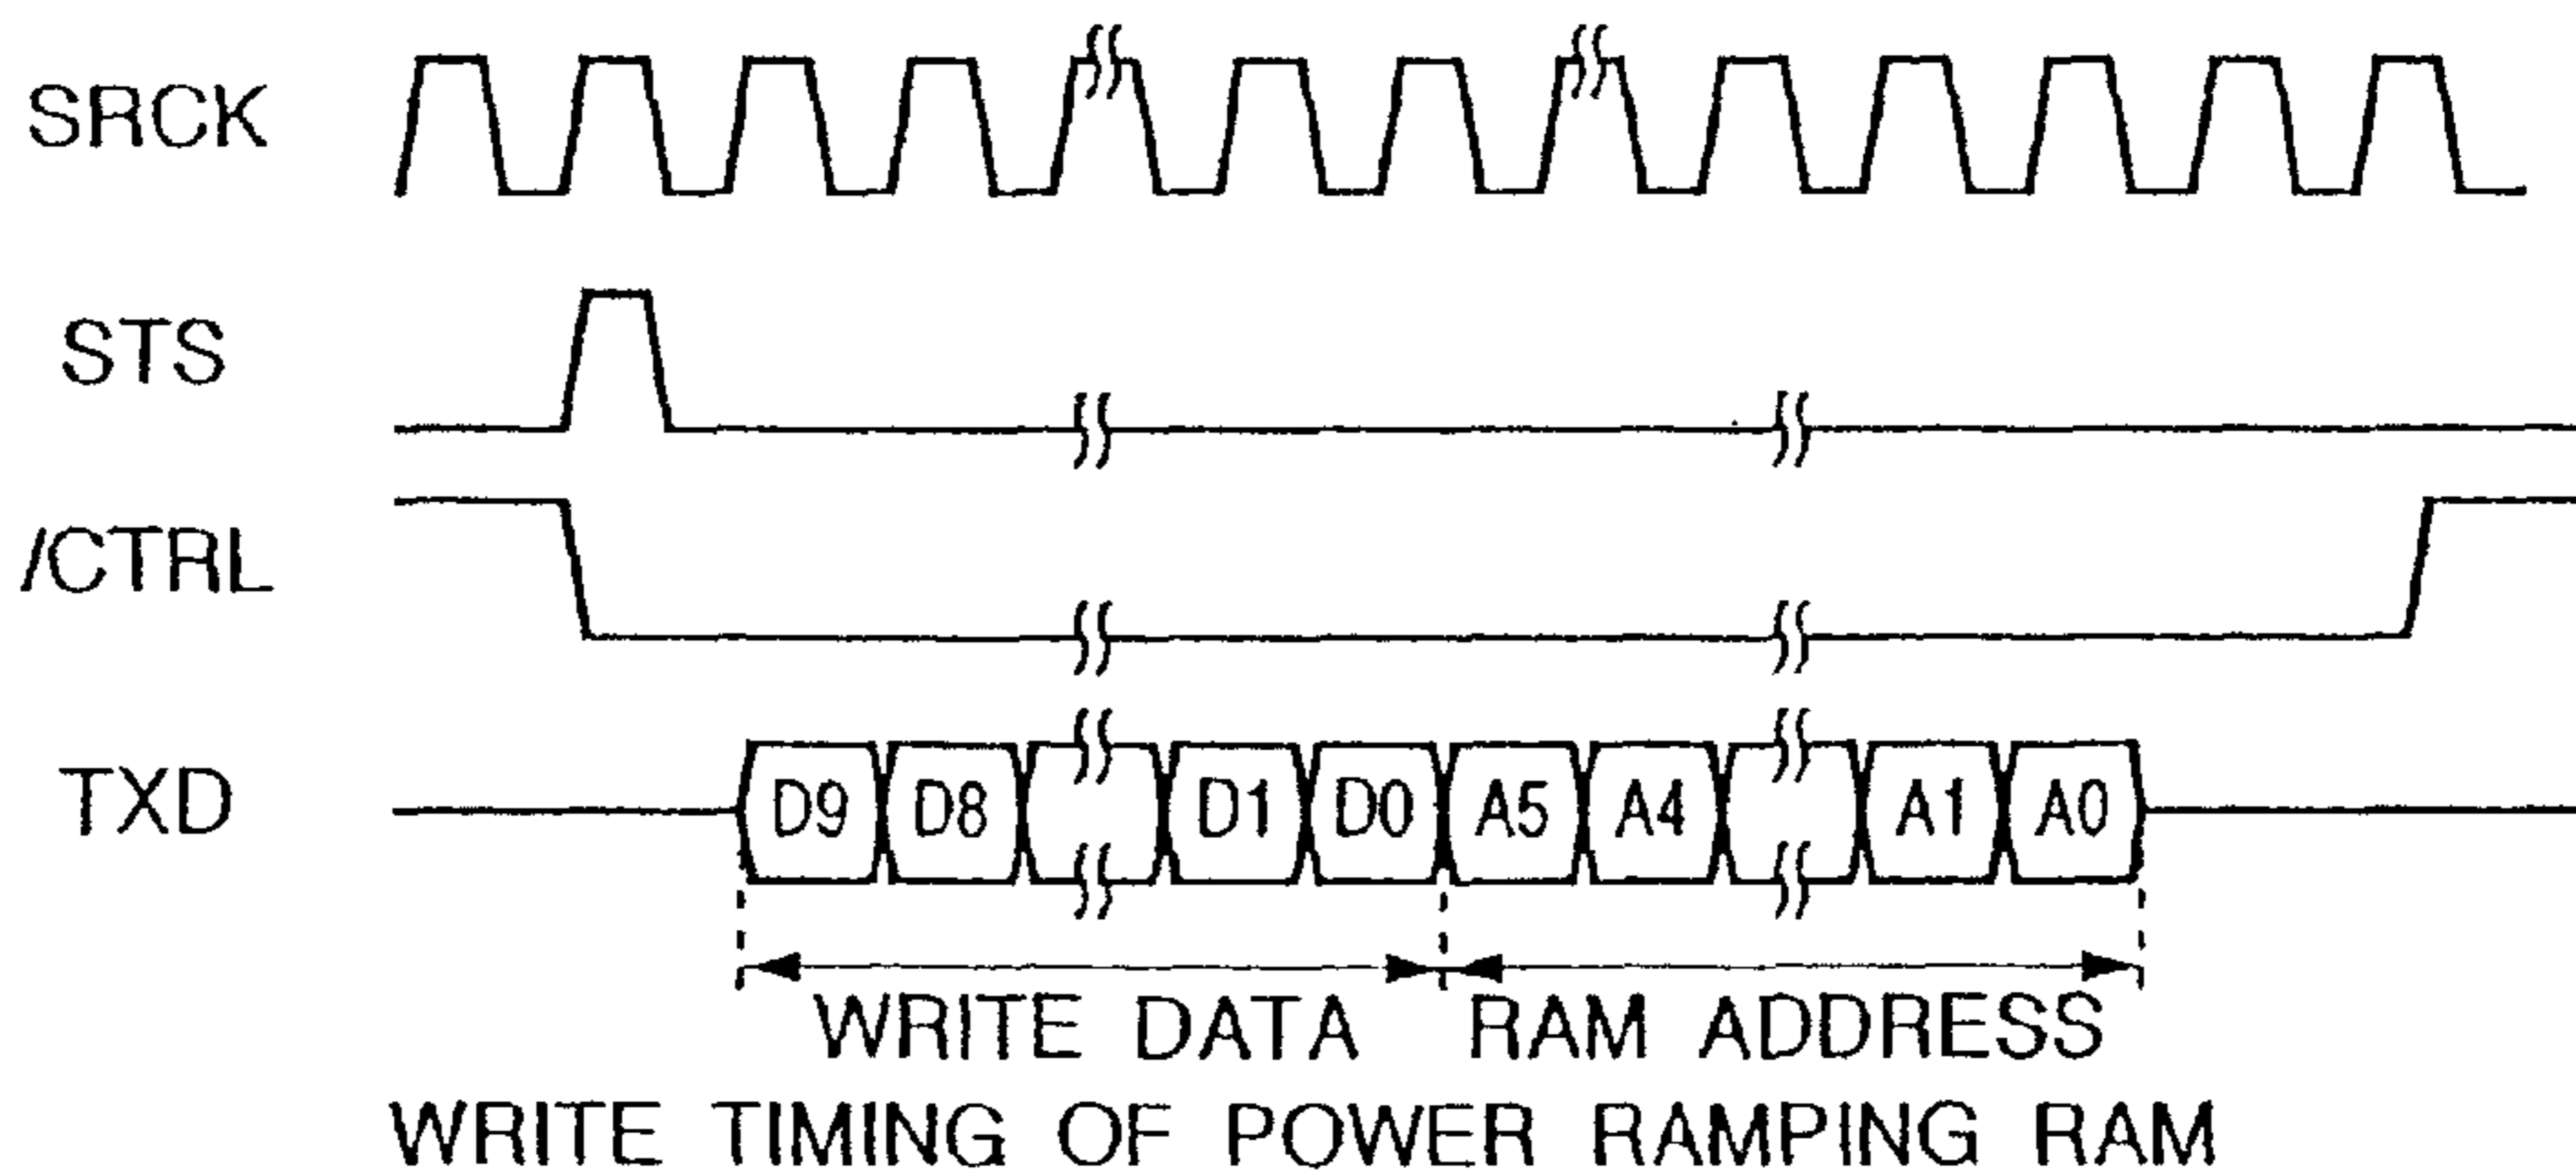 SRCK
STS
/CTRL
TXD D9 D8 D1 D0 A5 A4 A1 A0
WRITE DATA RAM ADDRESS
WRITE TIMING OF POWER RAMPING RAM